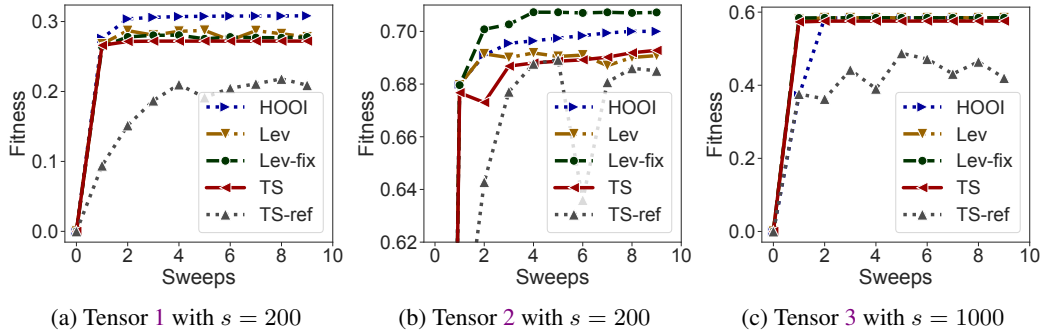 0.3
0.2
0.1
0.0
Fitness
0 2 4 6 8 10
Sweeps
HOOI
Lev
Lev-fix
TS
TS-ref
(a) Tensor 1 with s = 200
0.70
0.68
0.66
0.64
0.62
Fitness
0 2 4 6 8 10
Sweeps
HOOI
Lev
Lev-fix
TS
TS-ref
(b) Tensor 2 with s = 200
0.6
0.4
0.2
0.0
Fitness
0 2 4 6 8 10
Sweeps
HOOI
Lev
Lev-fix
TS
TS-ref
(c) Tensor 3 with s = 1000